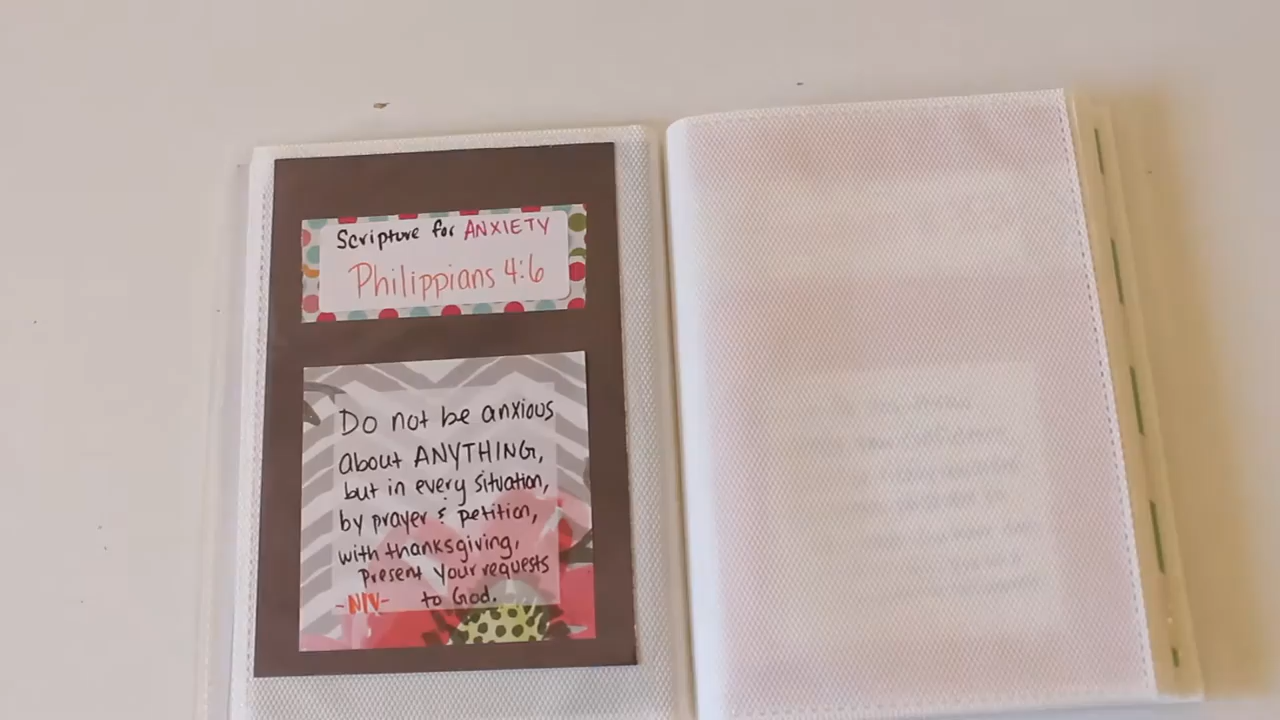 Scripture for ANXIETY
Philippians 4:6
Do not be anxious
about ANYTHING,
but in every situation,
by prayer & petition,
with thanksgiving,
present your requests
-NIV- to God.